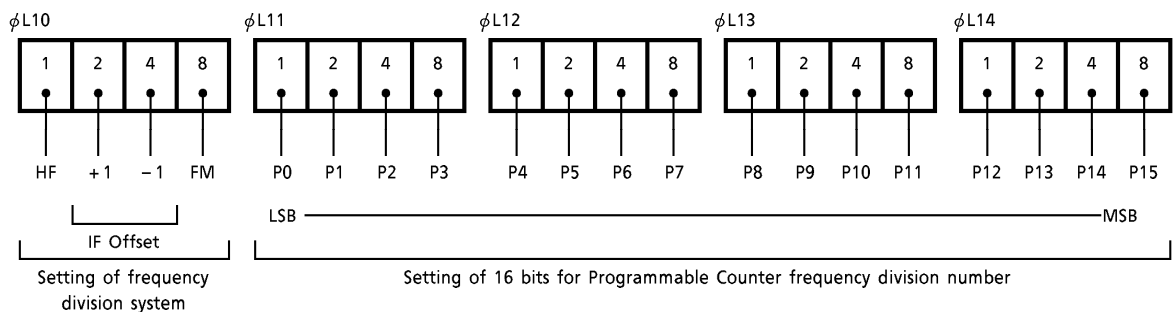 ϕL10 ϕL11 ϕL12 ϕL13 ϕL14
1 2 4 8 1 2 4 8 1 2 4 8 1 2 4 8 1 2 4 8
HF +1 −1 FM P0 P1 P2 P3 P4 P5 P6 P7 P8 P9 P10 P11 P12 P13 P14 P15
LSB MSB
IF Offset
Setting of frequency Setting of 16 bits for Programmable Counter frequency division number
division system